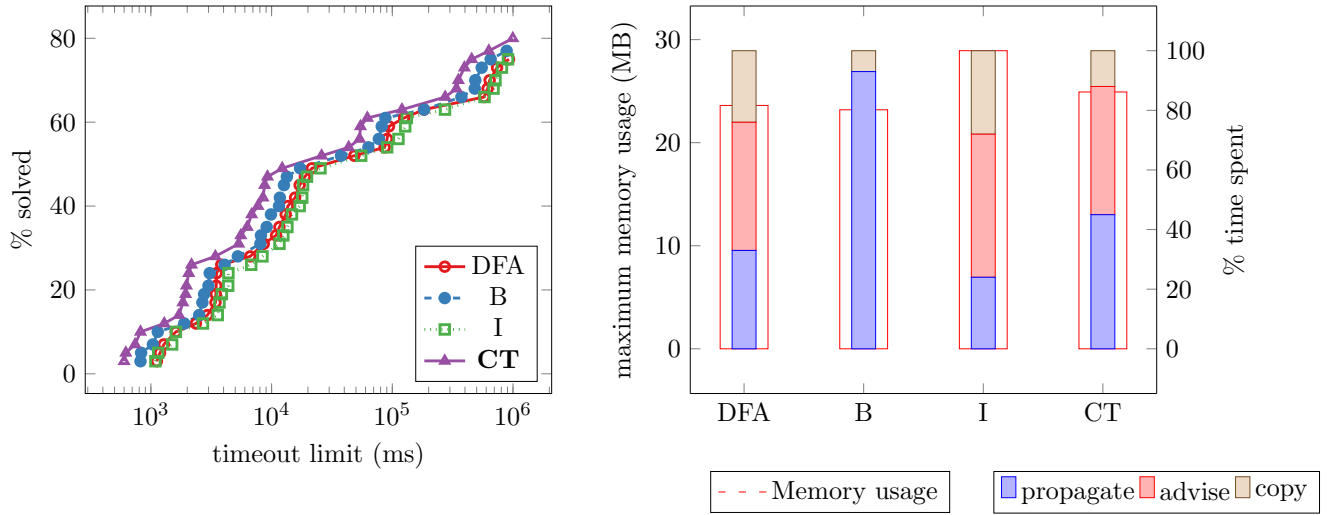 % solved
80
60
40
20
0
10^3
10^4
10^5
10^6
timeout limit (ms)
DFA
B
I
CT
maximum memory usage (MB)
30
20
10
0
100
80
60
40
20
0
% time spent
DFA B I CT
Memory usage
propagate advise copy